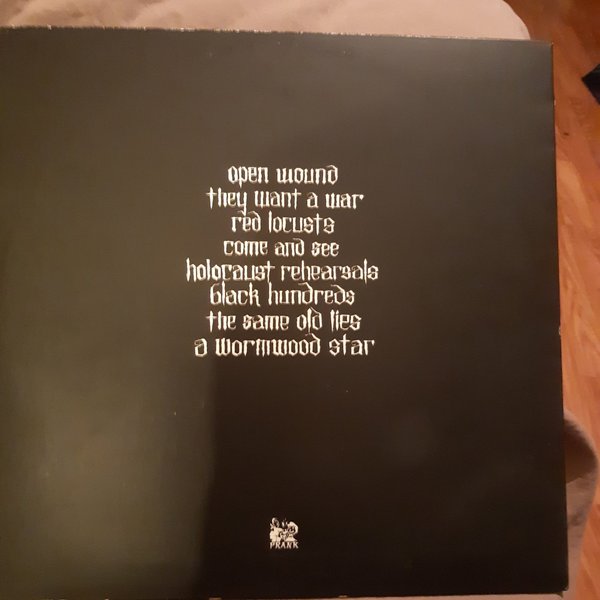 open wound
they want a war
red locusts
come and see
holocaust rehearsals
black hundreds
the same old lies
a wormwood star
PRANK